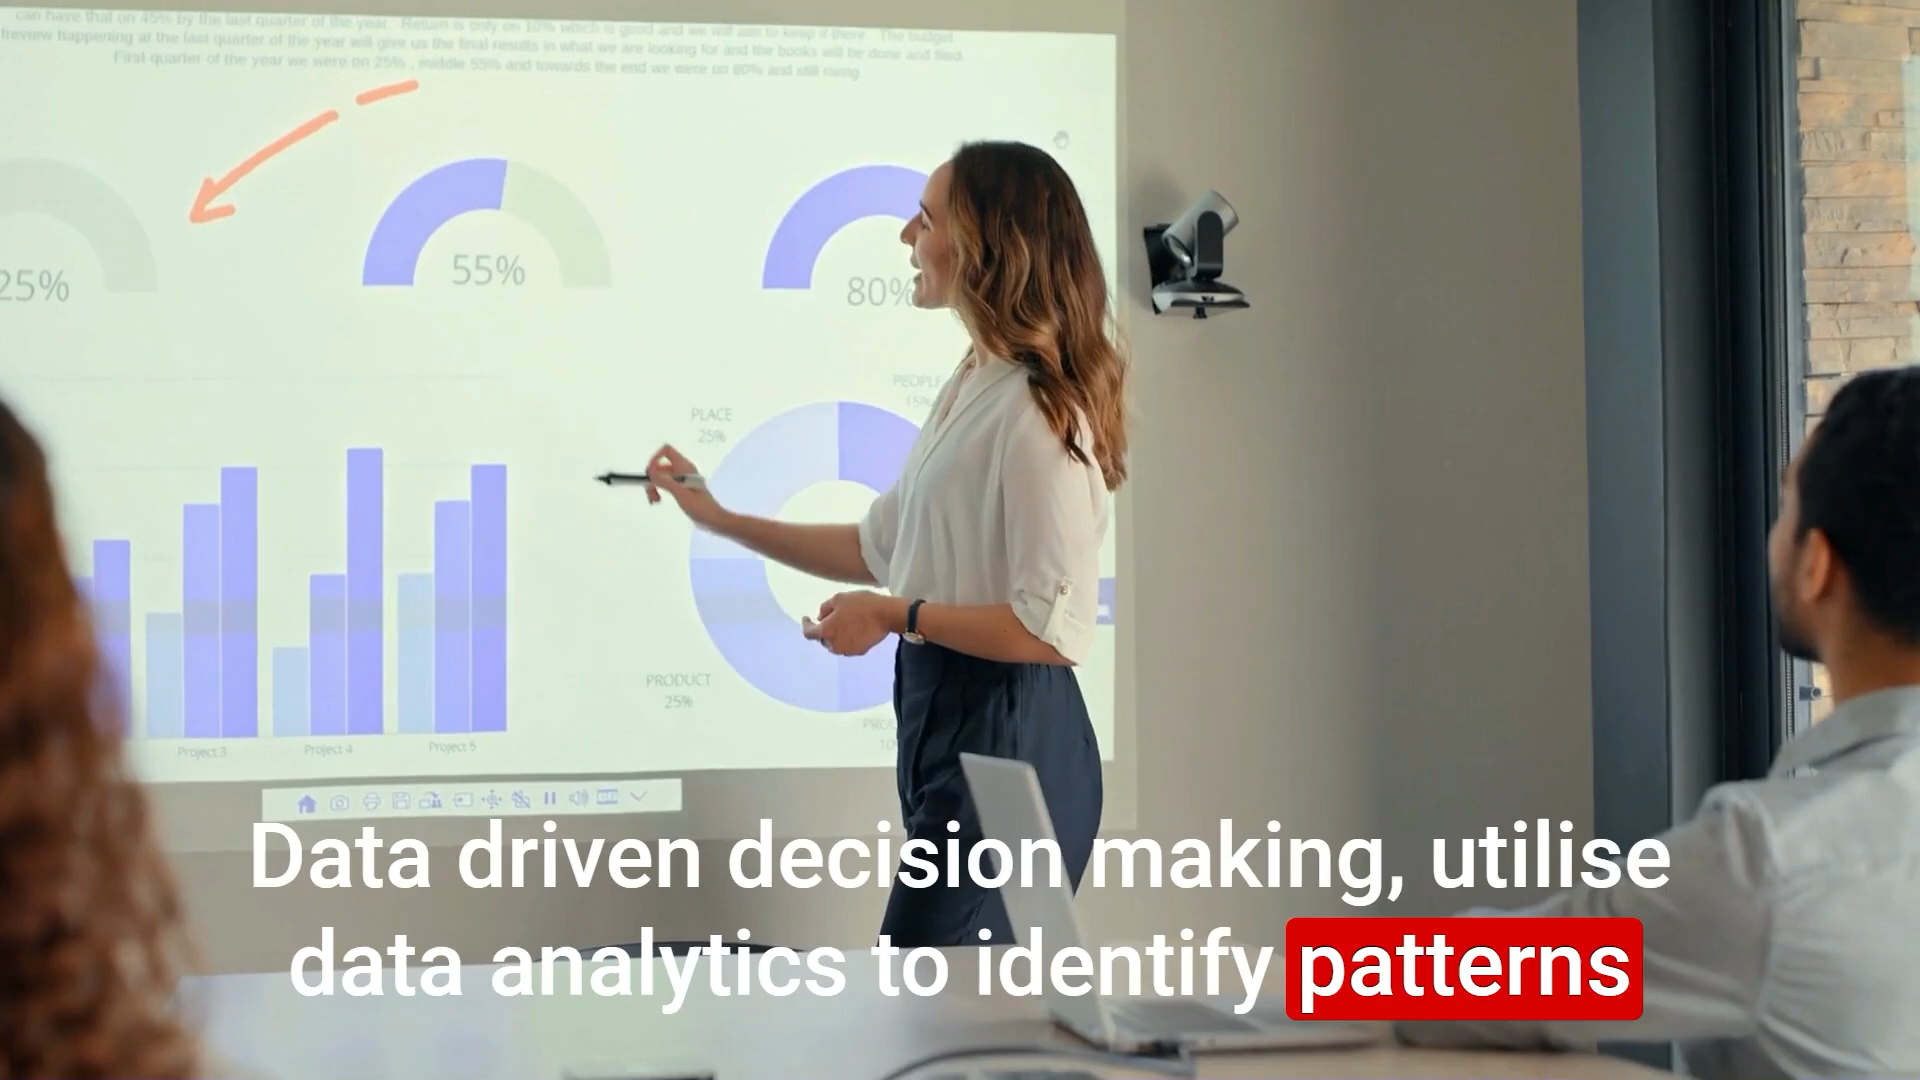 can have that on 45% by the last quarter of the year. Return is only on 10% which is good and we will aim to keep it there. The budget
review happening at the last quarter of the year will give us the final results in what we are looking for and the books will be done and filed.
First quarter of the year we were on 25% , middle 55% and towards the end we were on 80% and still rising
25%
55%
80%
PEOPLE
15%
PLACE
25%
PRODUCT
25%
Project 3
Project 4
Project 5
Data driven decision making, utilise
data analytics to identify patterns